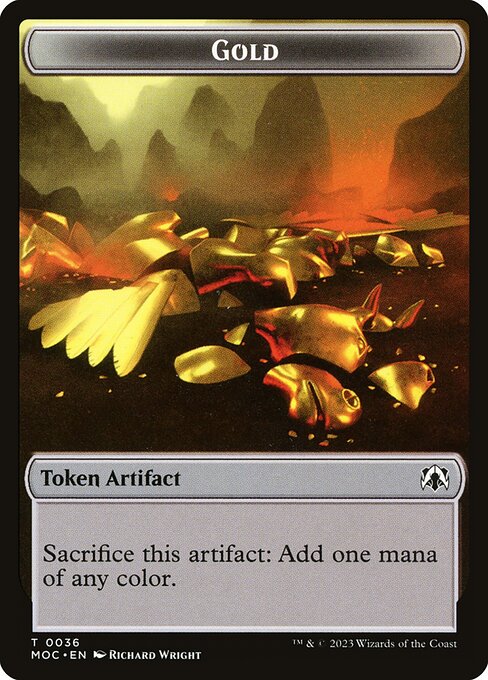 Gold
Token Artifact
Sacrifice this artifact: Add one mana
of any color.
T 0036
MOC • EN Richard Wright
™ & © 2023 Wizards of the Coast